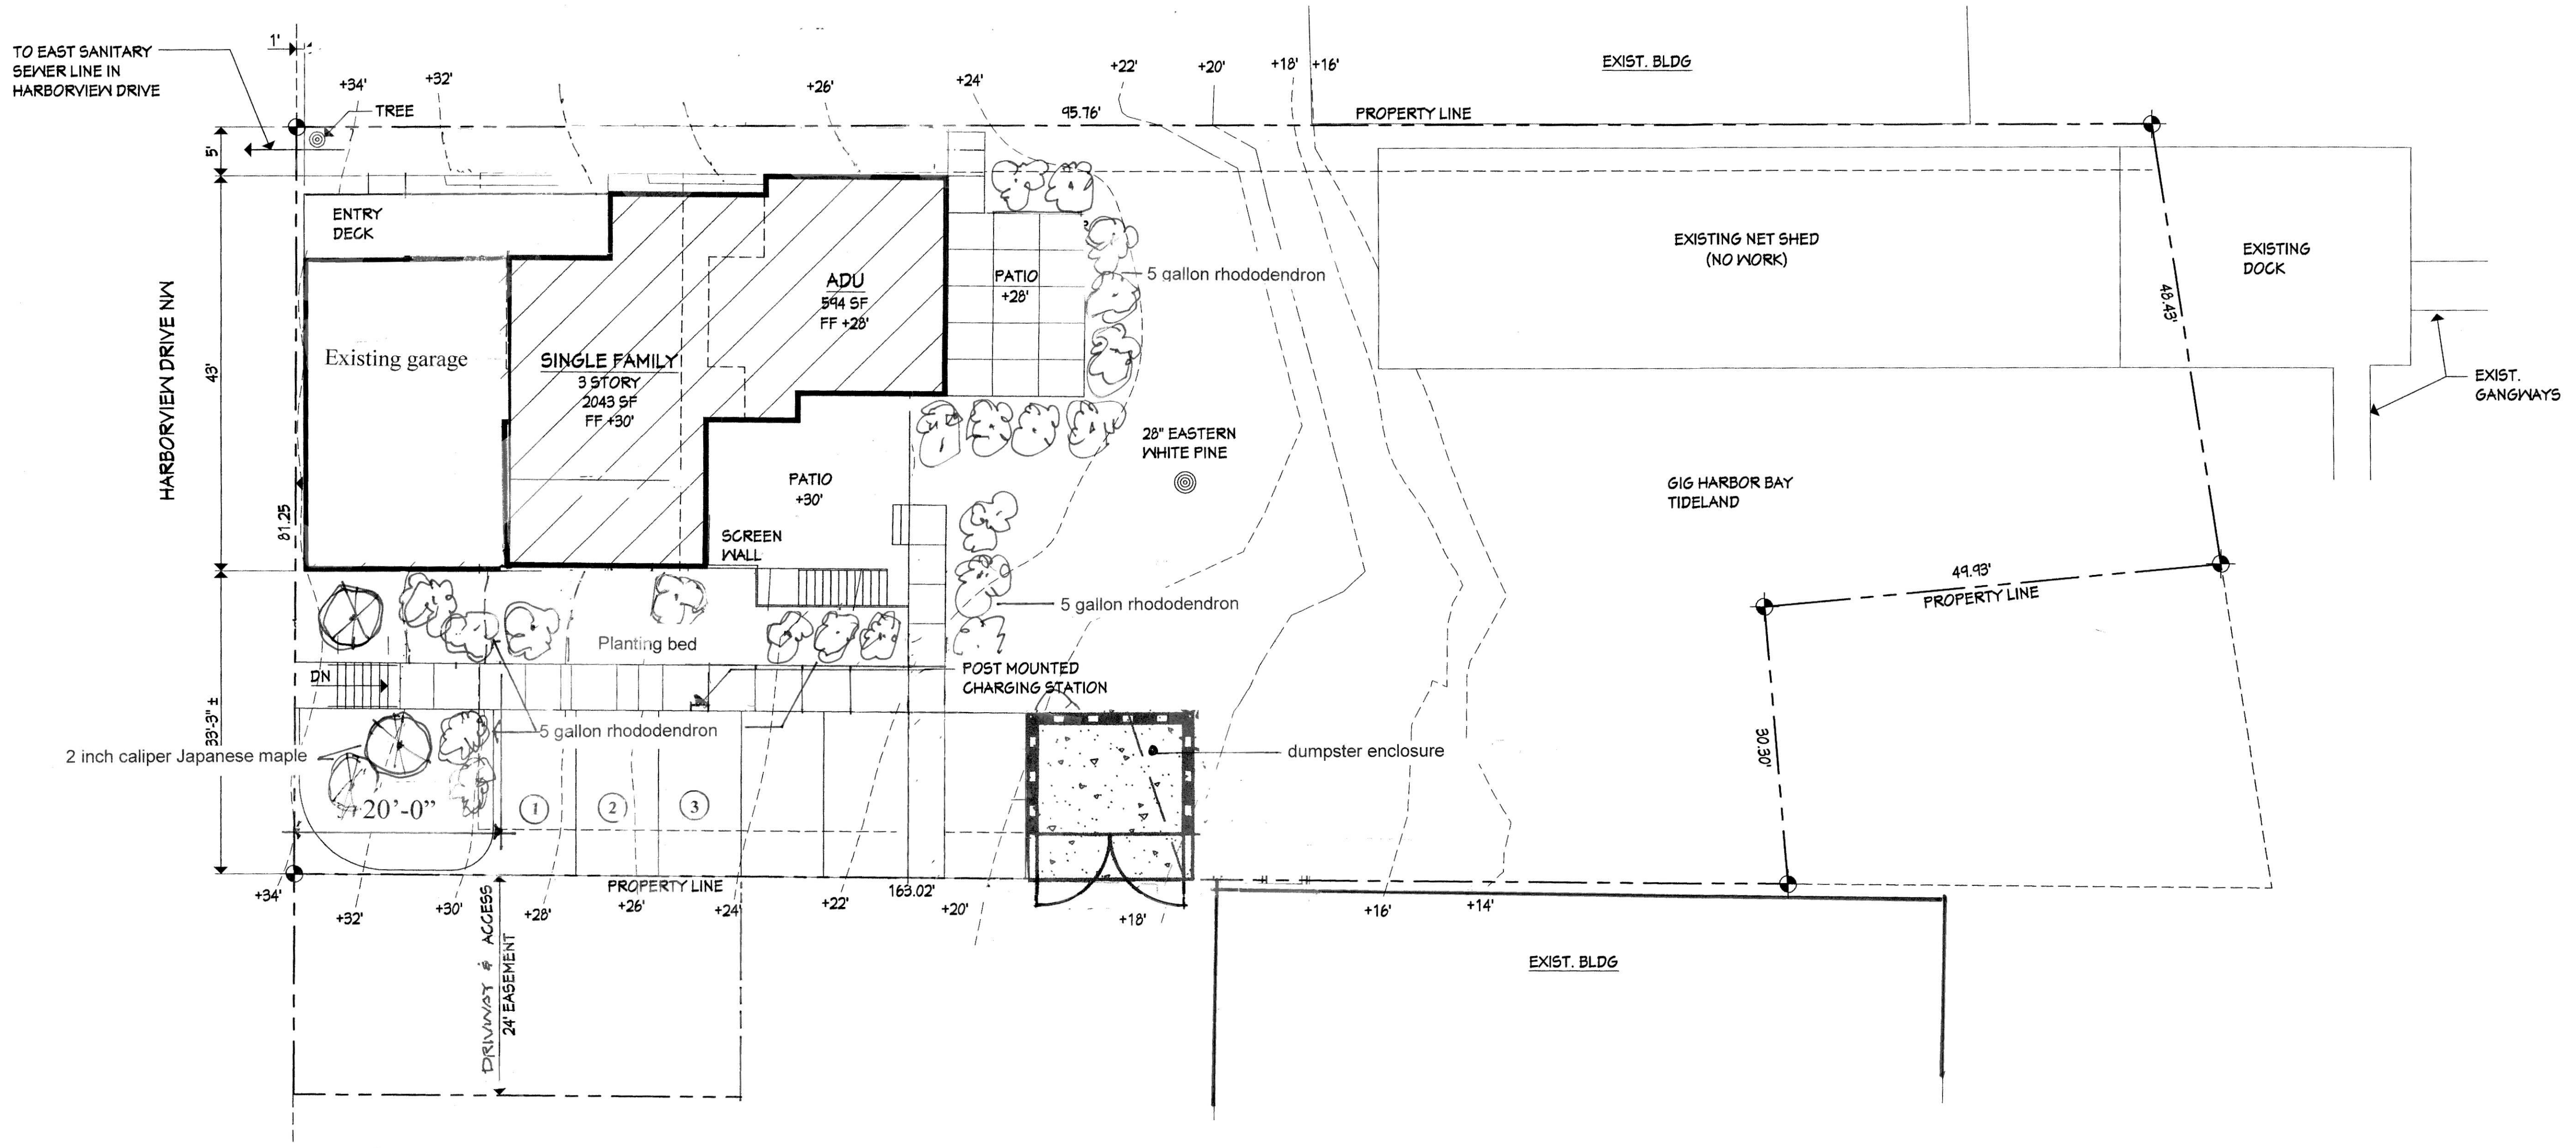 1'
TO EAST SANITARY
SEWER LINE IN
HARBORVIEW DRIVE
+34'
+32'
+26'
+24'
+22'
+20'
+18'
+16'
EXIST. BLDG
TREE
95.76'
PROPERTY LINE
5'
ENTRY
DECK
ADU
594 SF
FF +28'
PATIO
+28'
5 gallon rhododendron
EXISTING NET SHED
(NO WORK)
EXISTING
DOCK
48.43'
HARBORVIEW DRIVE NW
43'
Existing garage
SINGLE FAMILY
3 STORY
2043 SF
FF +30'
EXIST.
GANGWAYS
28" EASTERN
WHITE PINE
PATIO
+30'
GIG HARBOR BAY
TIDELAND
81.25
SCREEN
WALL
49.93'
PROPERTY LINE
5 gallon rhododendron
Planting bed
DN
POST MOUNTED
CHARGING STATION
33'-3" ±
5 gallon rhododendron
2 inch caliper Japanese maple
dumpster enclosure
30.30'
20'-0"
1
2
3
PROPERTY LINE
163.02'
+34'
+32'
+30'
+28'
+26'
+24'
+22'
+20'
+18'
+16'
+14'
DRIVWAY & ACCESS
24' EASEMENT
EXIST. BLDG